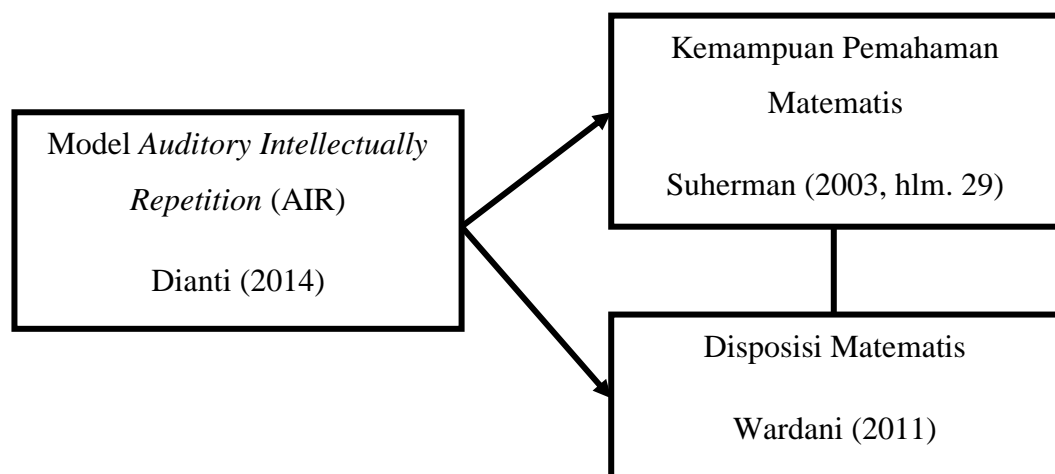 Model Auditory Intellectually
Repetition (AIR)
Dianti (2014)
Kemampuan Pemahaman
Matematis
Suherman (2003, hlm. 29)
Disposisi Matematis
Wardani (2011)